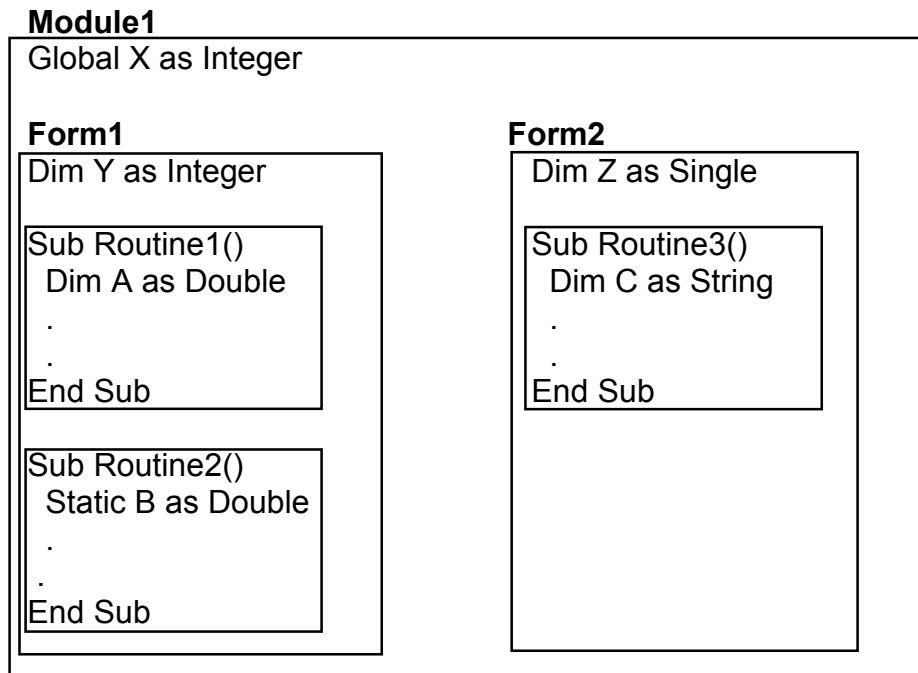 Module1
Global X as Integer
Form1
Dim Y as Integer
Sub Routine1()
Dim A as Double
.
.
End Sub
Sub Routine2()
Static B as Double
.
.
End Sub
Form2
Dim Z as Single
Sub Routine3()
Dim C as String
.
.
End Sub